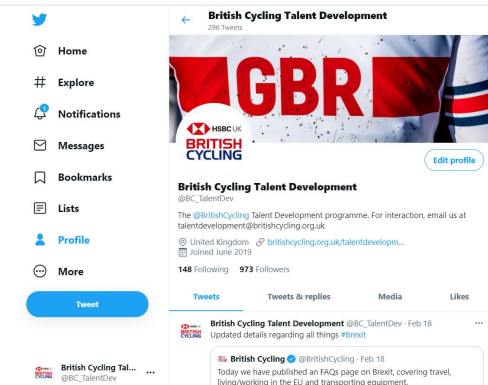 British Cycling Talent Development
296 Tweets
Home
Explore
1
Notifications
Messages
Bookmarks
Lists
Profile
More
Tweet
British Cycling Tal...
@BC_TalentDev
GBR
HSBC UK
BRITISH
CYCLING
Edit profile
British Cycling Talent Development
@BC_TalentDev
The @BritishCycling Talent Development programme. For interaction, email us at
talentdevelopment@britishcycling.org.uk
United Kingdom britishcycling.org.uk/talentdevelopm...
Joined June 2019
148 Following 973 Followers
Tweets Tweets & replies Media Likes
British Cycling Talent Development @BC_TalentDev · Feb 18
Updated details regarding all things #Brexit
British Cycling @BritishCycling · Feb 18
Today we have published an FAQs page on Brexit, covering travel,
living/working in the EU and transporting equipment.